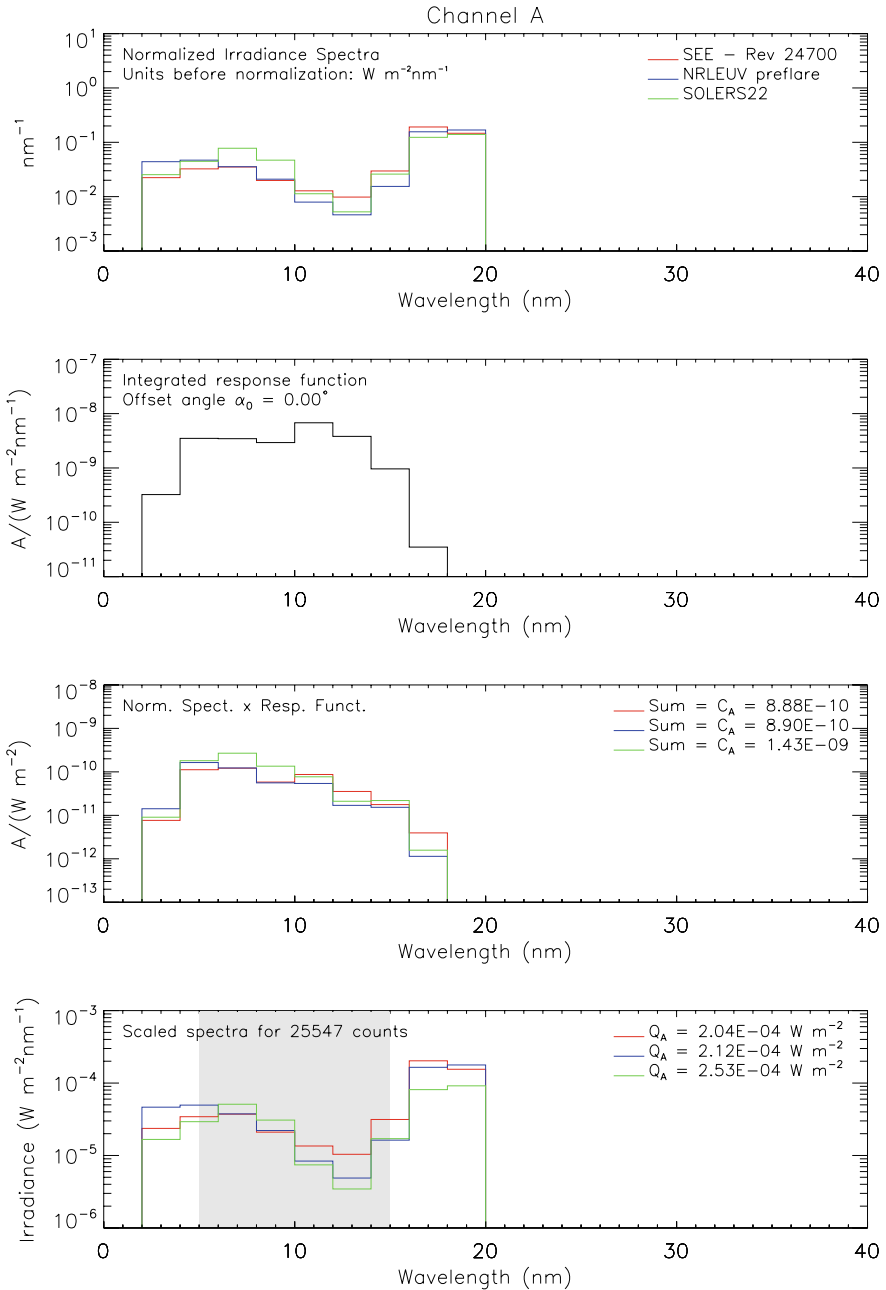 Channel A
Normalized Irradiance Spectra
Units before normalization: W m⁻²nm⁻¹
SEE – Rev 24700
NRLEUV preflare
SOLERS22
nm⁻¹
10¹
10⁰
10⁻¹
10⁻²
10⁻³
0 10 20 30 40
Wavelength (nm)
Integrated response function
Offset angle α₀ = 0.00°
A/(W m⁻²nm⁻¹)
10⁻⁷
10⁻⁸
10⁻⁹
10⁻¹⁰
10⁻¹¹
0 10 20 30 40
Wavelength (nm)
Norm. Spect. x Resp. Funct.
Sum = C_A = 8.88E-10
Sum = C_A = 8.90E-10
Sum = C_A = 1.43E-09
A/(W m⁻²)
10⁻⁸
10⁻⁹
10⁻¹⁰
10⁻¹¹
10⁻¹²
10⁻¹³
0 10 20 30 40
Wavelength (nm)
Scaled spectra for 25547 counts
Q_A = 2.04E-04 W m⁻²
Q_A = 2.12E-04 W m⁻²
Q_A = 2.53E-04 W m⁻²
Irradiance (W m⁻²nm⁻¹)
10⁻³
10⁻⁴
10⁻⁵
10⁻⁶
0 10 20 30 40
Wavelength (nm)